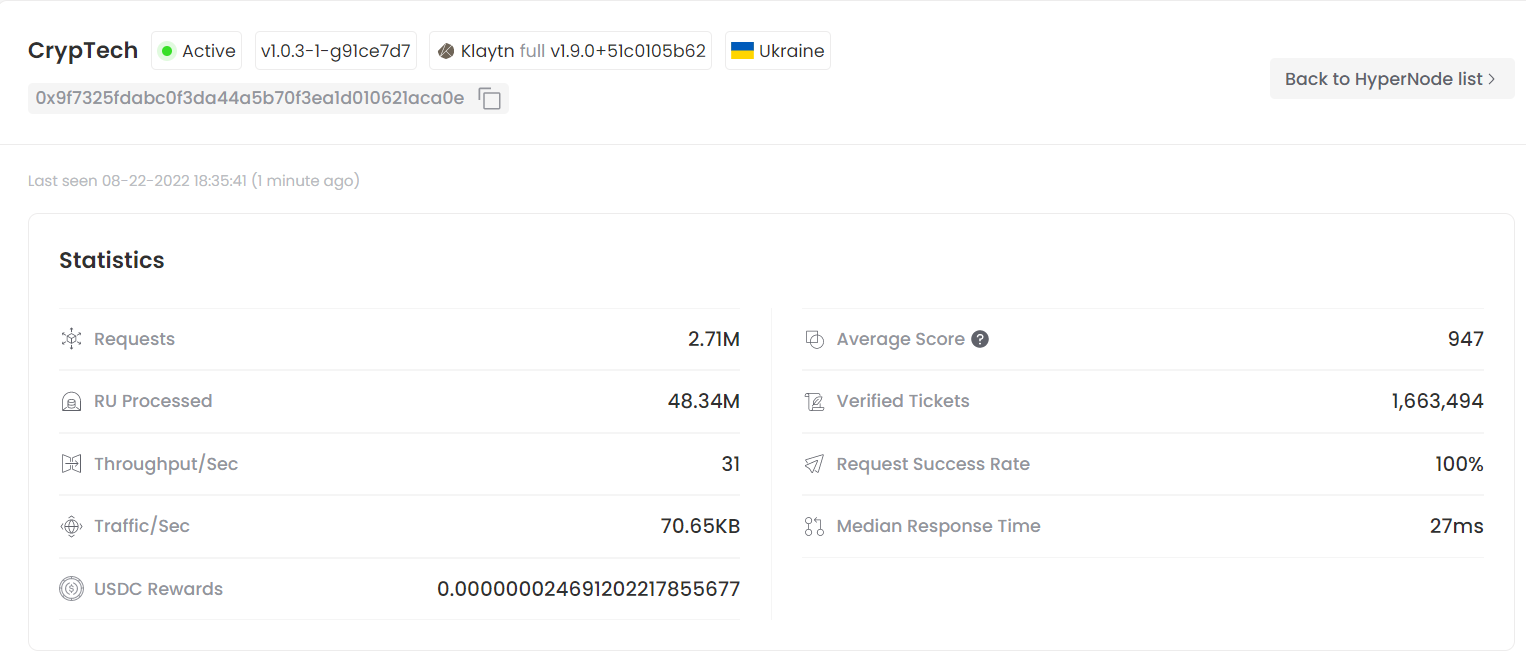 CrypTech Active v1.0.3-1-g91ce7d7 Klaytn full v1.9.0+51c0105b62 Ukraine
0x9f7325fdabc0f3da44a5b70f3ea1d010621aca0e
Back to HyperNode list >
Last seen 08-22-2022 18:35:41 (1 minute ago)
Statistics
Requests 2.71M
RU Processed 48.34M
Throughput/Sec 31
Traffic/Sec 70.65KB
USDC Rewards 0.000000024691202217855677
Average Score ? 947
Verified Tickets 1,663,494
Request Success Rate 100%
Median Response Time 27ms